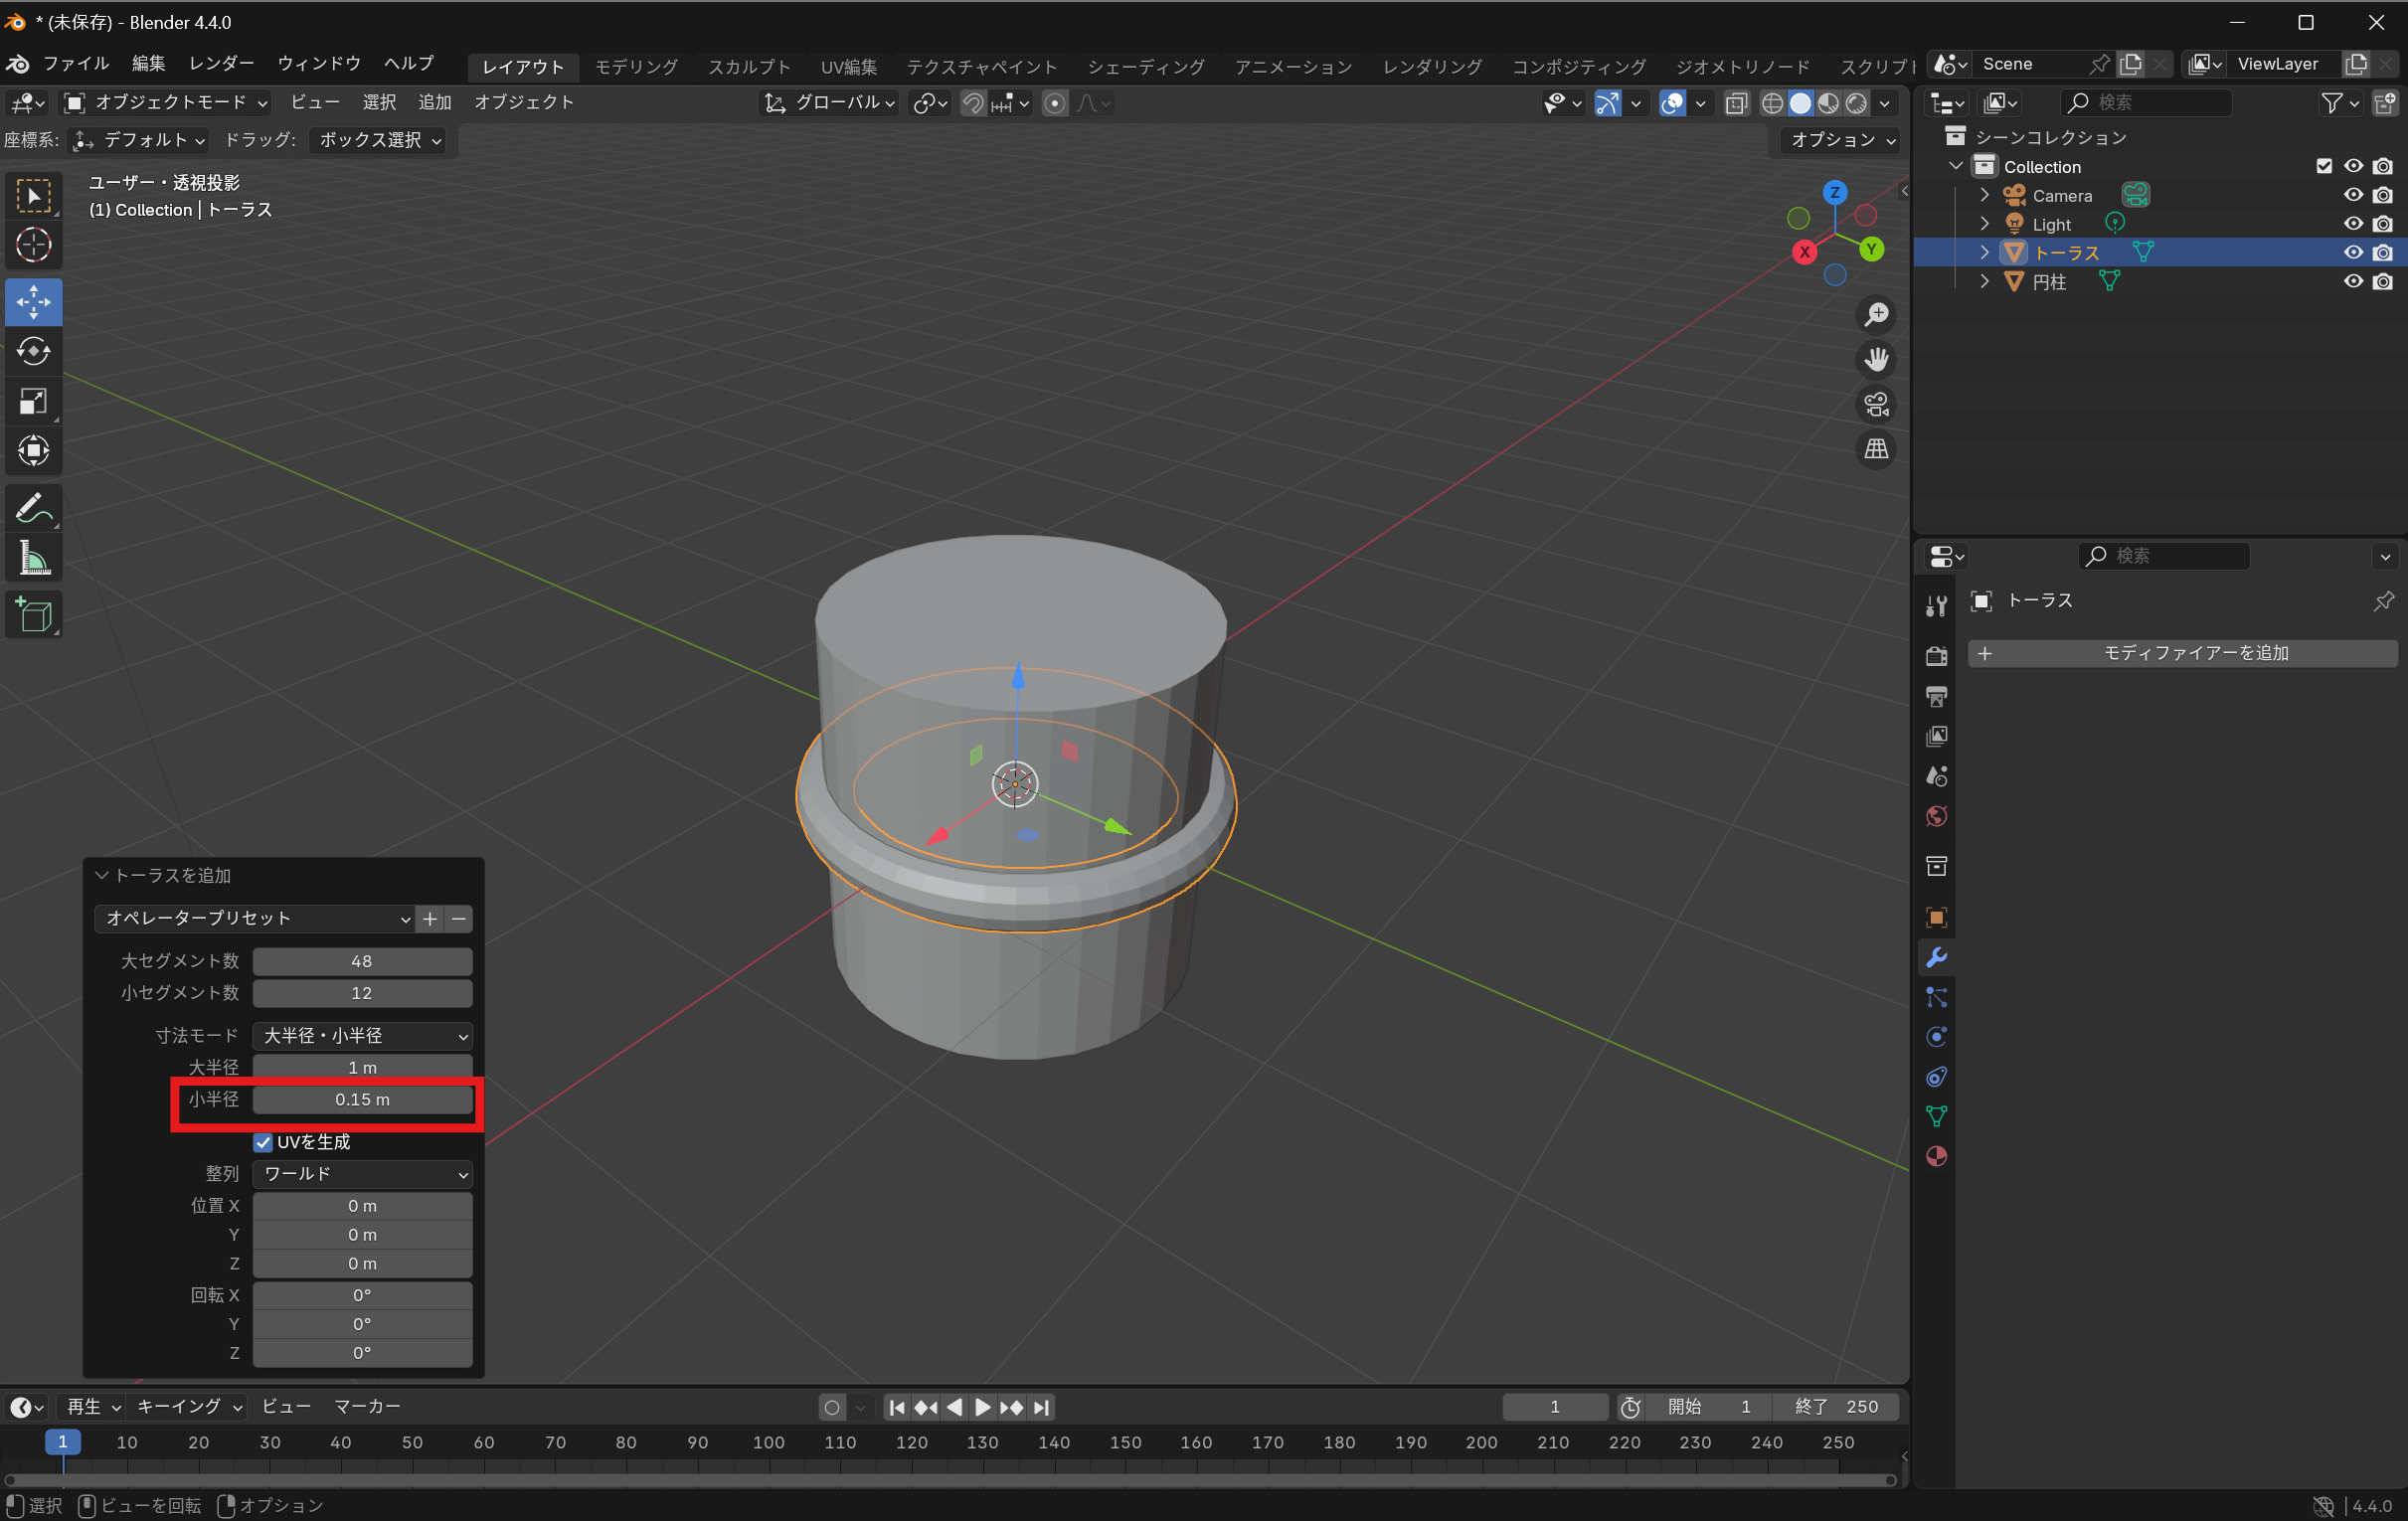 * (未保存) - Blender 4.4.0
ファイル 編集 レンダー ウィンドウ ヘルプ レイアウト モデリング スカルプト UV編集 テクスチャペイント シェーディング アニメーション レンダリング コンポジティング ジオメトリノード スクリプト Scene ViewLayer
オブジェクトモード ビュー 選択 追加 オブジェクト グローバル 検索
座標系: デフォルト ドラッグ: ボックス選択 オプション
シーンコレクション
Collection
Camera
Light
トーラス
円柱
ユーザー・透視投影
(1) Collection | トーラス
Z
X
Y
検索
トーラス
モディファイアーを追加
トーラスを追加
オペレータープリセット
大セグメント数 48
小セグメント数 12
寸法モード 大半径・小半径
大半径 1 m
小半径 0.15 m
UVを生成
整列 ワールド
位置 X 0 m
Y 0 m
Z 0 m
回転 X 0°
Y 0°
Z 0°
再生 キーイング ビュー マーカー 1 開始 1 終了 250
1 10 20 30 40 50 60 70 80 90 100 110 120 130 140 150 160 170 180 190 200 210 220 230 240 250
選択 ビューを回転 オプション 4.4.0